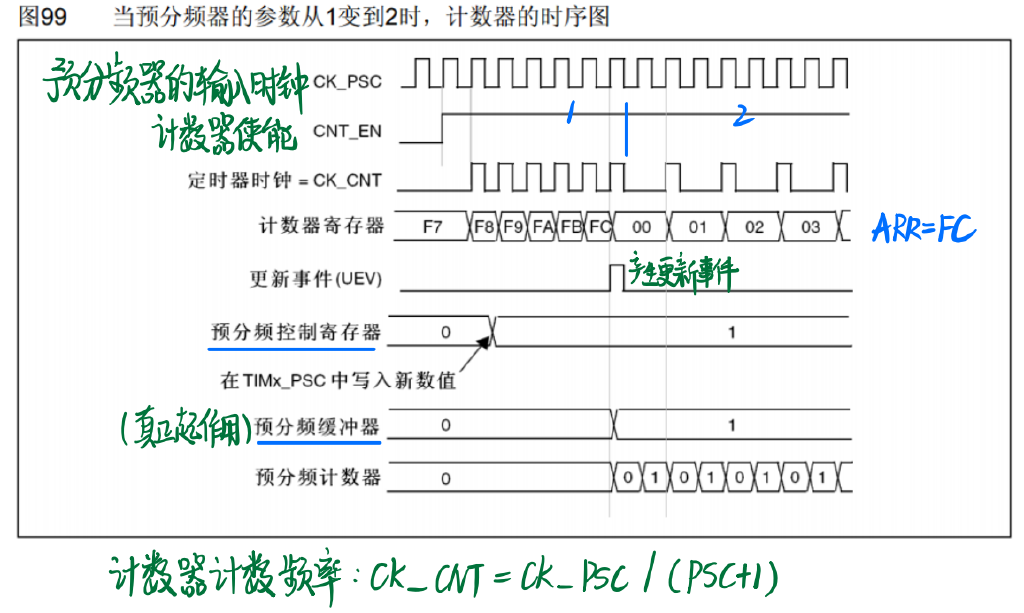 图99 当预分频器的参数从1变到2时，计数器的时序图
预分频器的输入时钟 CK_PSC
计数器使能 CNT_EN
1 2
定时器时钟 = CK_CNT
计数器寄存器 F7 F8 F9 FA FB FC 00 01 02 03 ARR=FC
更新事件(UEV) 产生更新事件
预分频控制寄存器 0 1
在TIMx_PSC中写入新数值
(真正起作用) 预分频缓冲器 0 1
预分频计数器 0 0 1 0 1 0 1 0 1
计数器计数频率：CK_CNT = CK_PSC / (PSC+1)